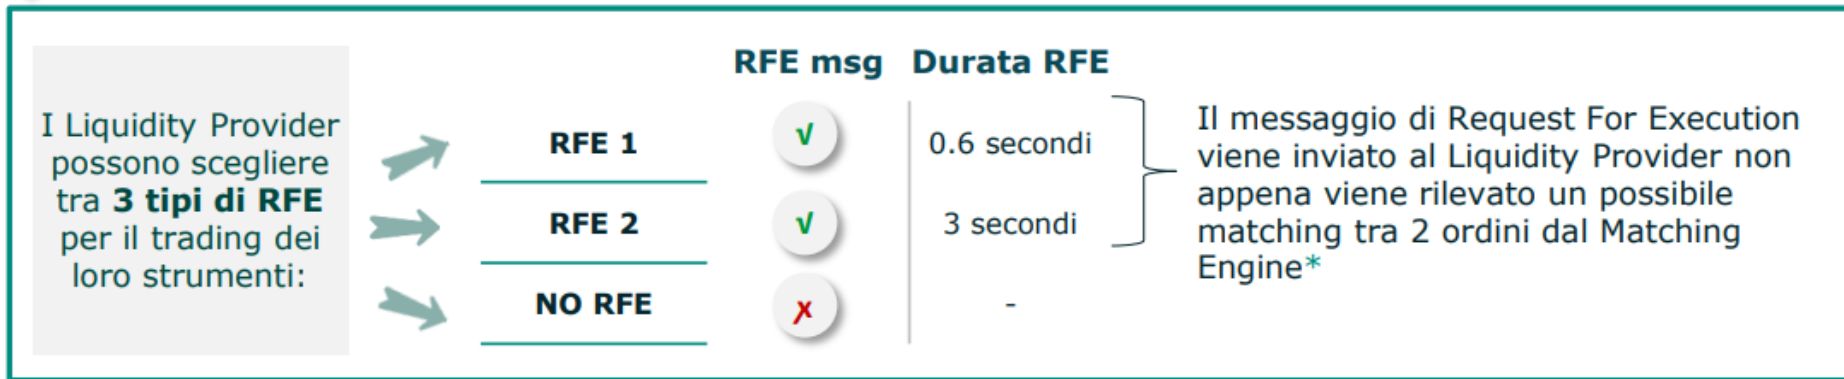 I Liquidity Provider
possono scegliere
tra 3 tipi di RFE
per il trading dei
loro strumenti:
RFE msg Durata RFE
RFE 1 √ 0.6 secondi
RFE 2 √ 3 secondi
NO RFE ✗ -
Il messaggio di Request For Execution
viene inviato al Liquidity Provider non
appena viene rilevato un possibile
matching tra 2 ordini dal Matching
Engine*